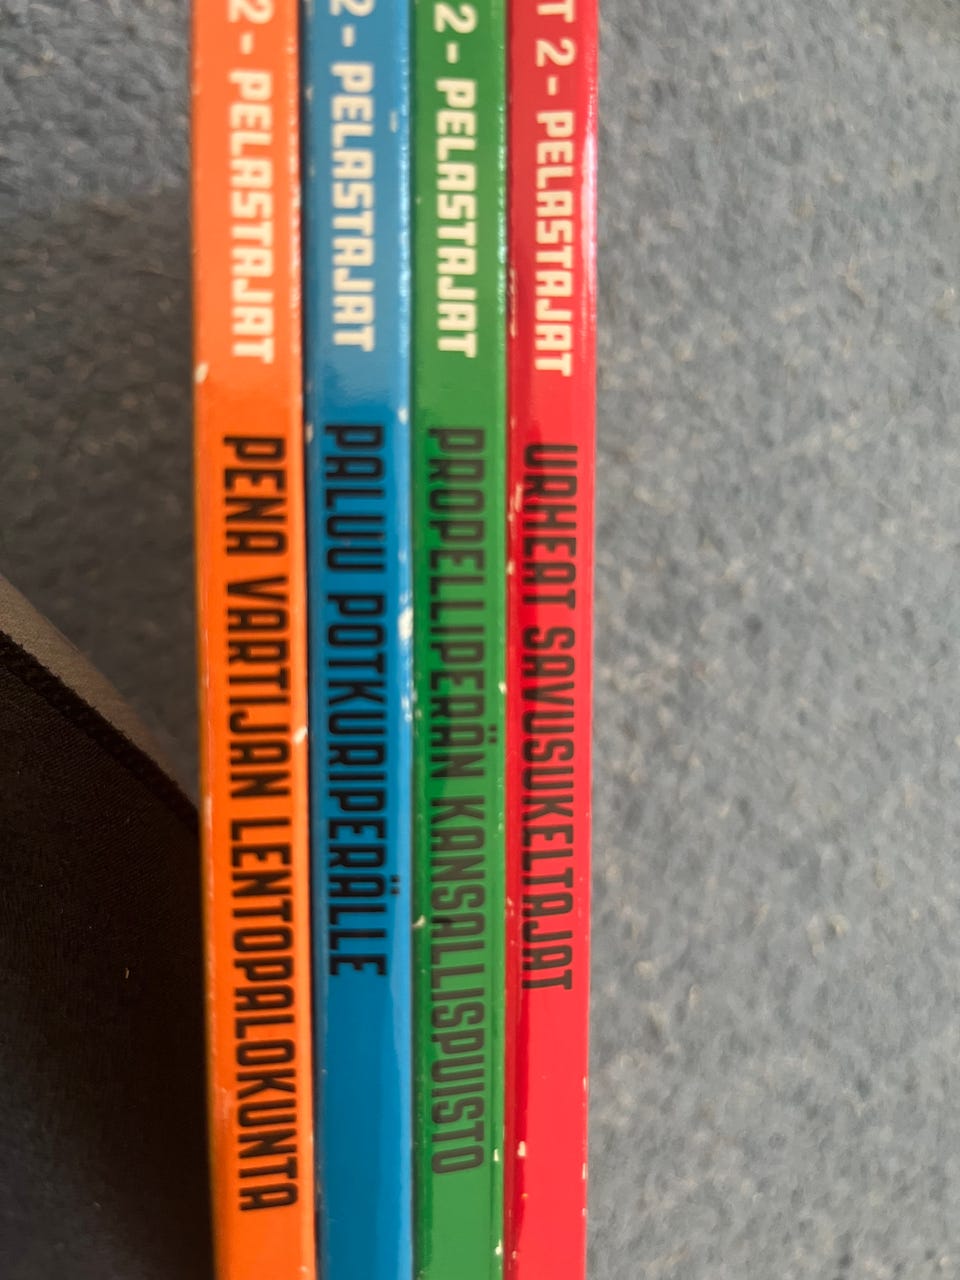 2 - PELASTAJAT PENA VARTIJAN LENTOPALOKUNTA
2 - PELASTAJAT PALUU POTKURIPERÄLLE
2 - PELASTAJAT PROPELLIPERÄN KANSALLISPUISTO
T 2 - PELASTAJAT URHEAT SAVUSUKELTAJAT